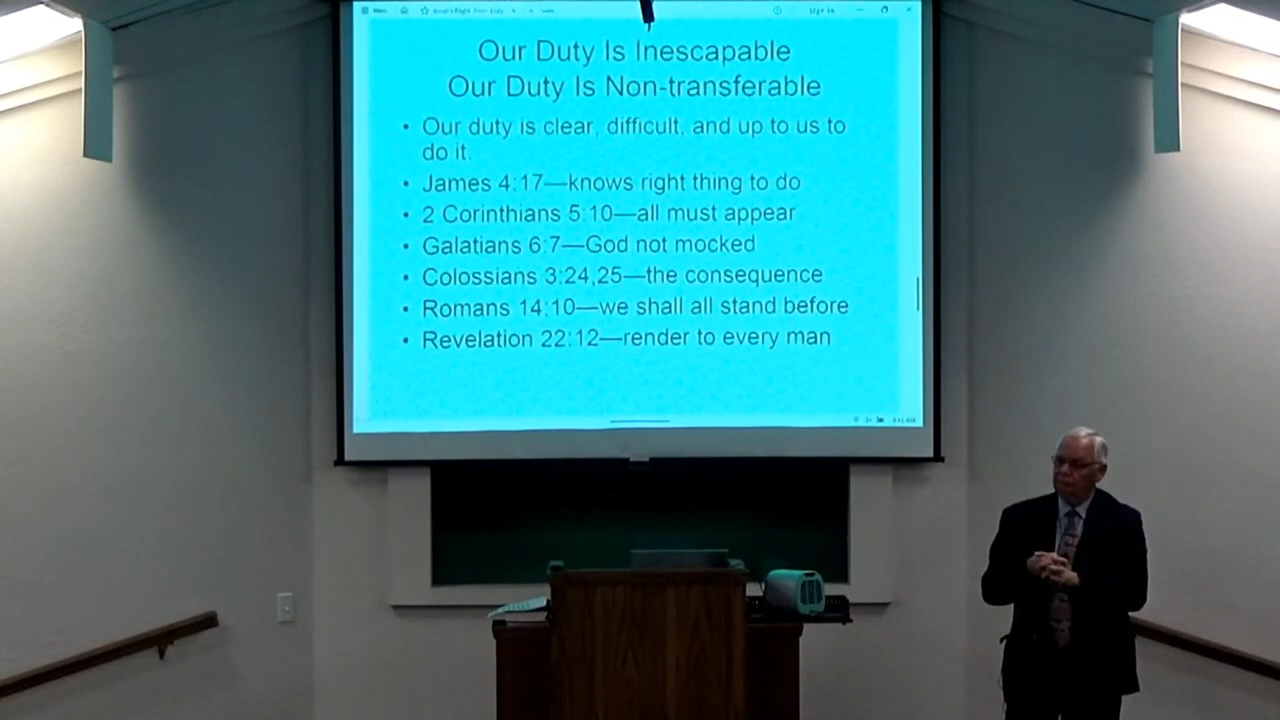 Our Duty Is Inescapable
Our Duty Is Non-transferable
• Our duty is clear, difficult, and up to us to
do it.
• James 4:17—knows right thing to do
• 2 Corinthians 5:10—all must appear
• Galatians 6:7—God not mocked
• Colossians 3:24,25—the consequence
• Romans 14:10—we shall all stand before
• Revelation 22:12—render to every man